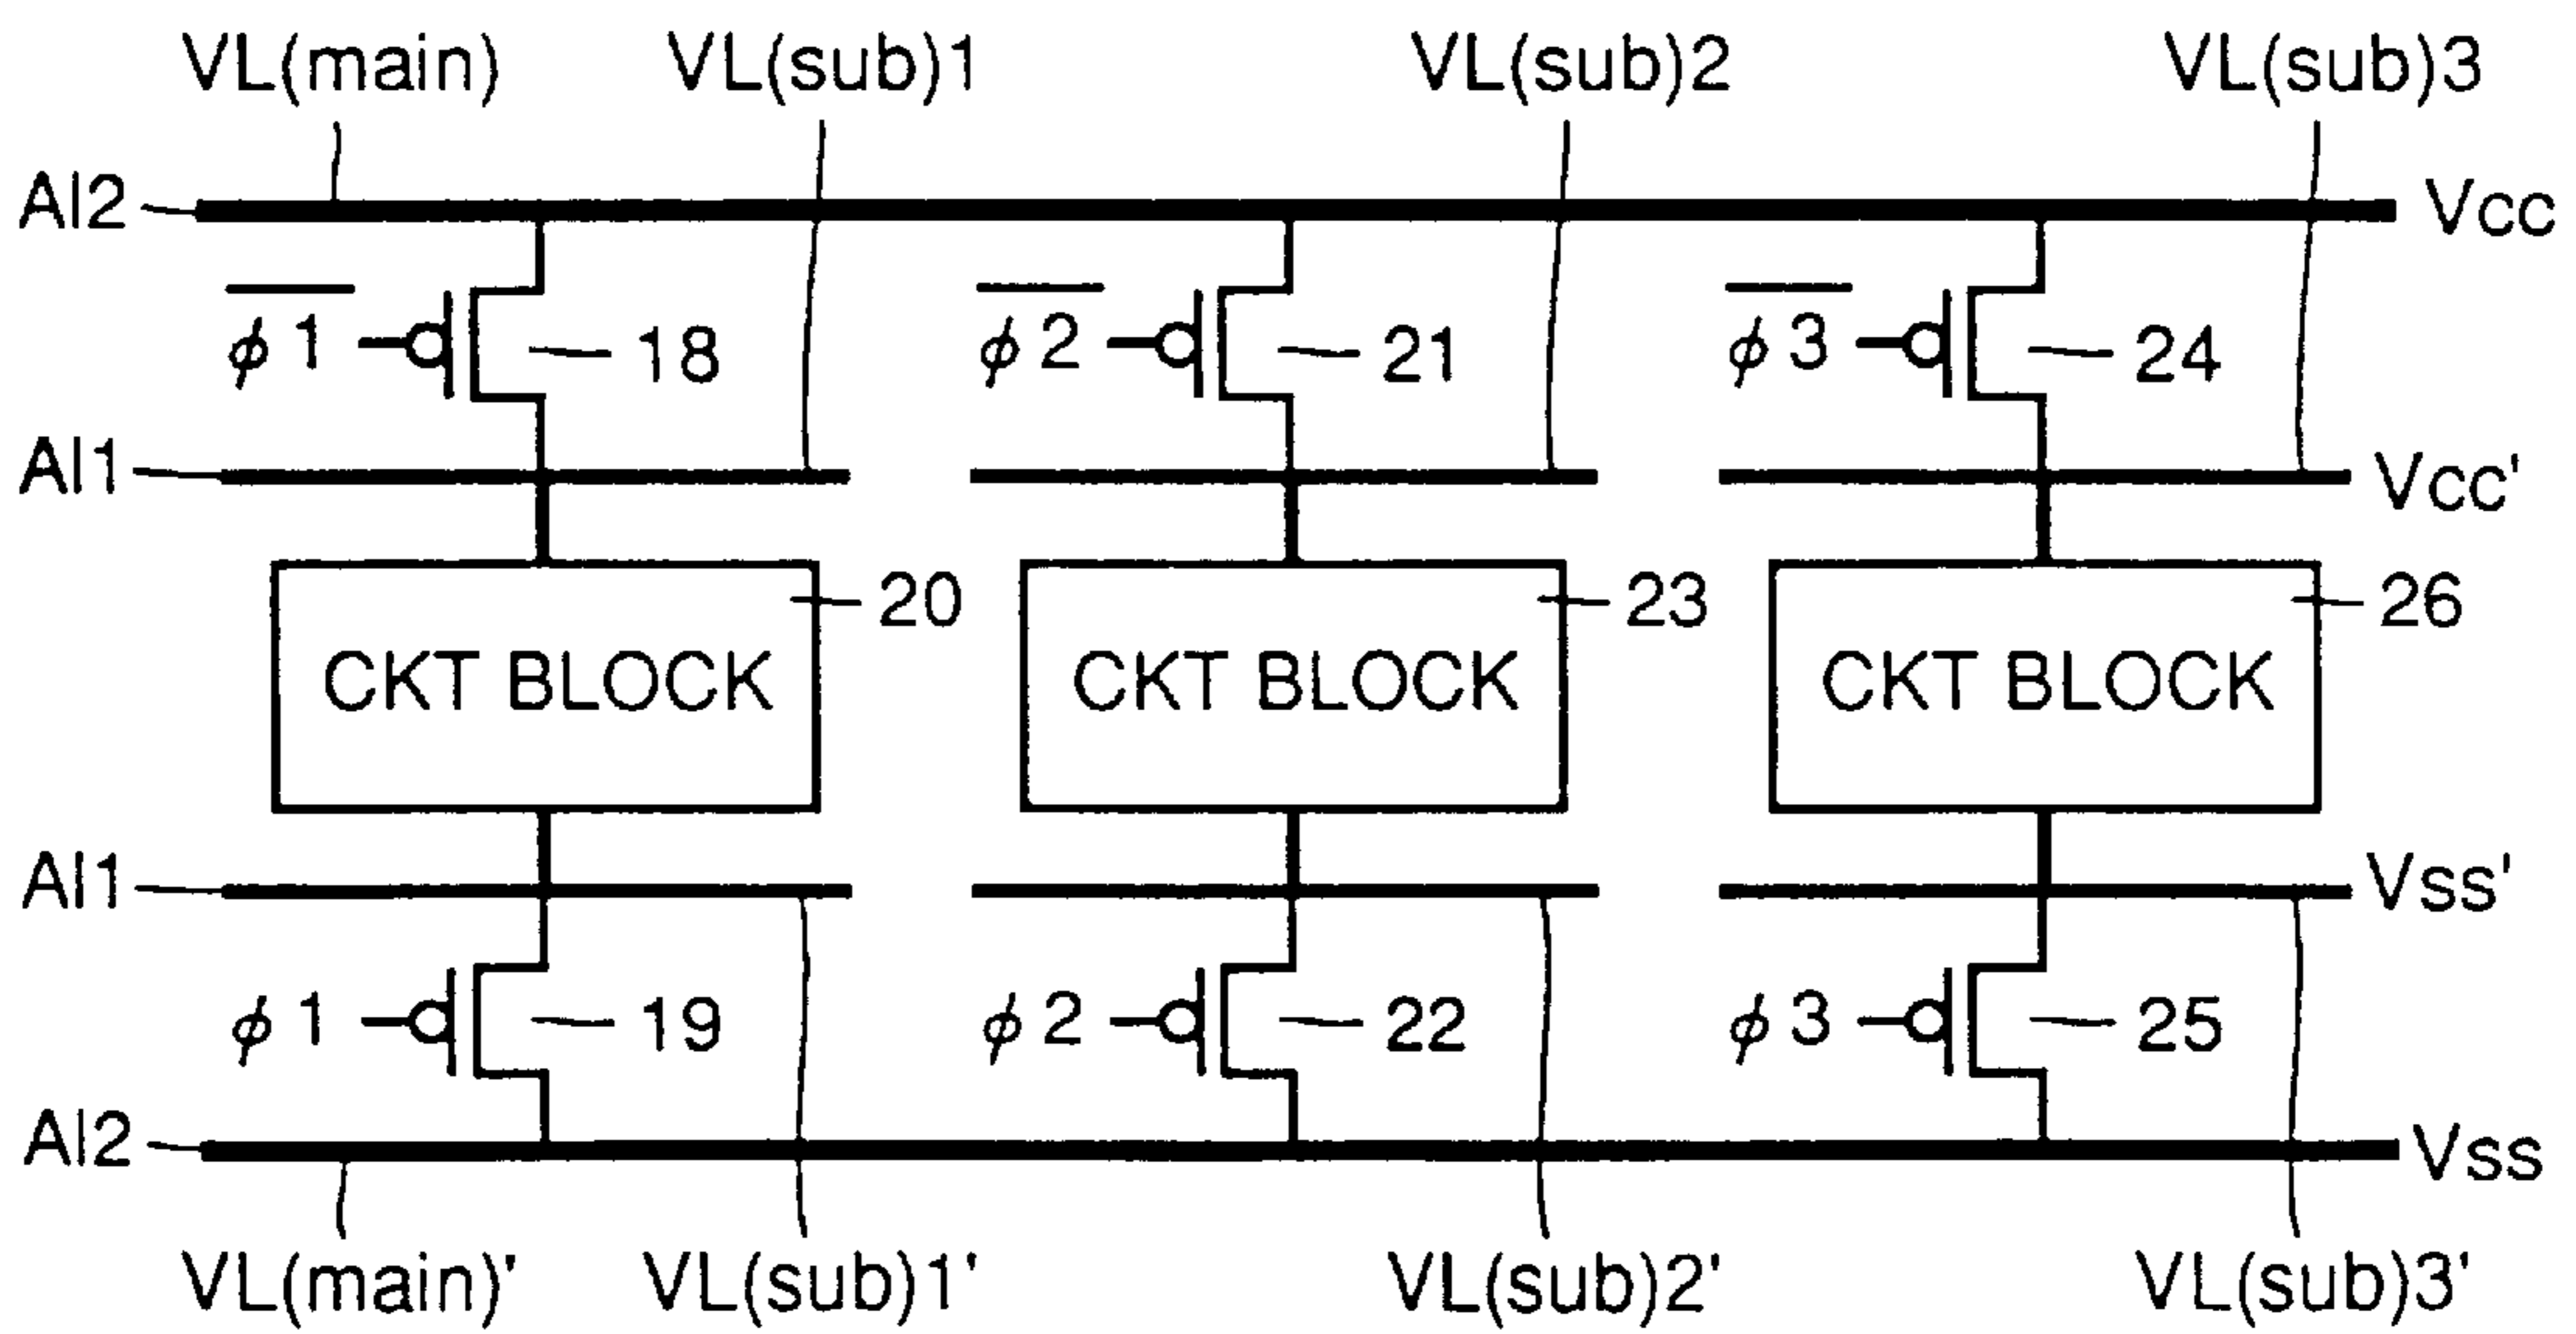 VL(main) VL(sub)1 VL(sub)2 VL(sub)3
Al2 Vcc
φ1 18 φ2 21 φ3 24
Al1 Vcc'
20 23 26
CKT BLOCK CKT BLOCK CKT BLOCK
Al1 Vss'
φ1 19 φ2 22 φ3 25
Al2 Vss
VL(main)' VL(sub)1' VL(sub)2' VL(sub)3'